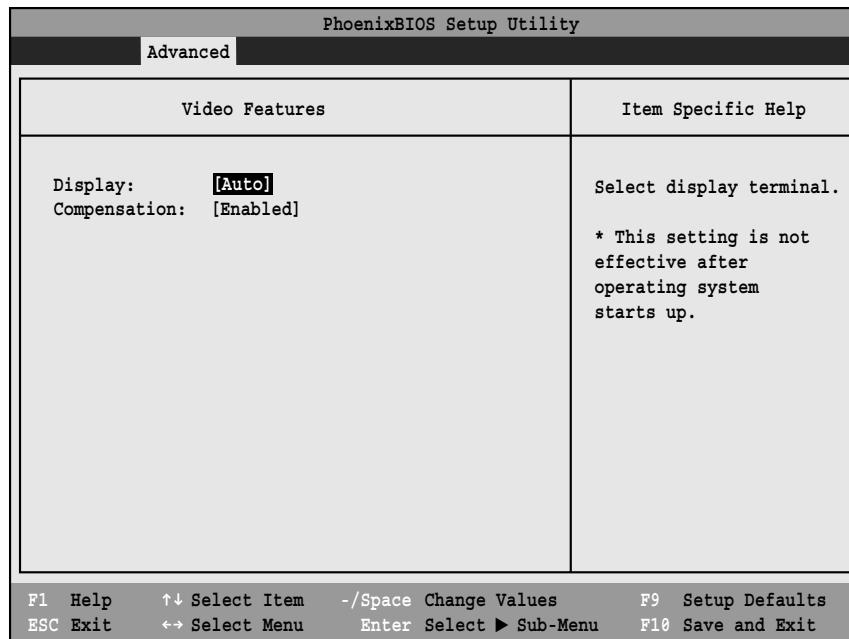 PhoenixBIOS Setup Utility
Advanced
Video Features
Item Specific Help
Display: [Auto]
Compensation: [Enabled]
Select display terminal.
* This setting is not
effective after
operating system
starts up.
F1 Help ↑↓ Select Item -/Space Change Values F9 Setup Defaults
ESC Exit ←→ Select Menu Enter Select ▶ Sub-Menu F10 Save and Exit